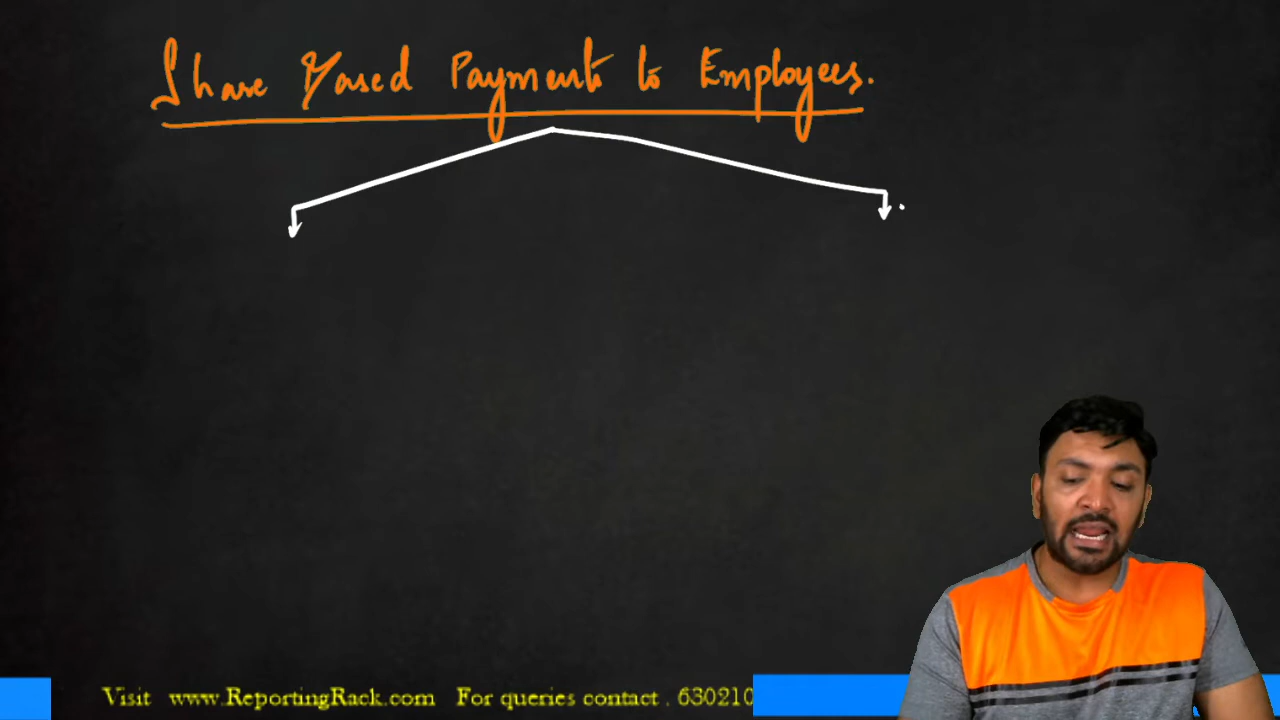 Share Based Payments to Employees.
Visit www.ReportingRack.com For queries contact . 630210